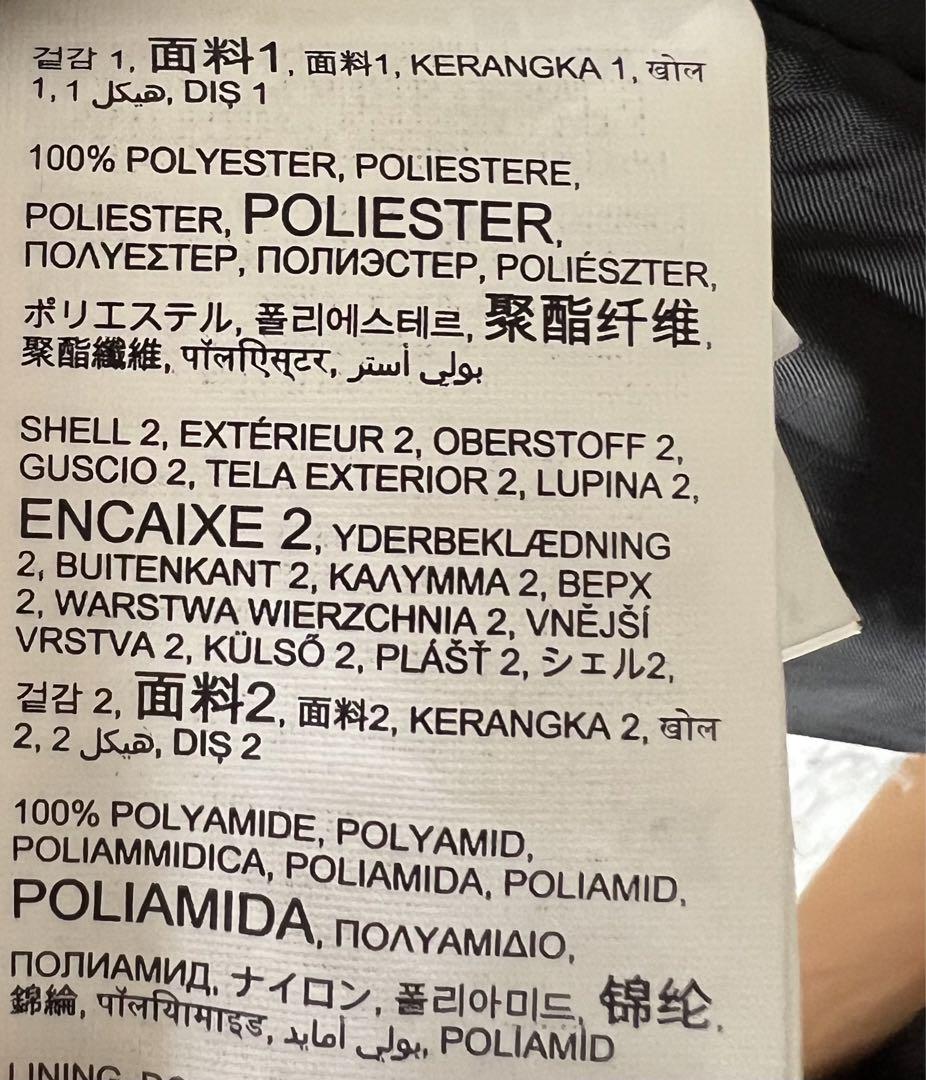 겉감 1, 面料1, 面料1, KERANGKA 1, खोल
1, 1 هيكل, DIŞ 1
100% POLYESTER, POLIESTERE,
POLIESTER, POLIESTER,
ΠΟΛΥΕΣΤΕΡ, ПОЛИЭСТЕР, POLIÉSZTER,
ポリエステル, 폴리에스테르, 聚酯纤维,
聚酯纖維, पॉलिएस्टर, بولي أستر
SHELL 2, EXTÉRIEUR 2, OBERSTOFF 2,
GUSCIO 2, TELA EXTERIOR 2, LUPINA 2,
ENCAIXE 2, YDERBEKLÆDNING
2, BUITENKANT 2, ΚΑΛΥΜΜΑ 2, ВЕРХ
2, WARSTWA WIERZCHNIA 2, VNĚJŠÍ
VRSTVA 2, KÜLSŐ 2, PLÁŠŤ 2, シェル2,
겉감 2, 面料2, 面料2, KERANGKA 2, खोल
2, 2 هيكل, DIŞ 2
100% POLYAMIDE, POLYAMID,
POLIAMMIDICA, POLIAMIDA, POLIAMID,
POLIAMIDA, ΠΟΛΥΑΜΙΔΙΟ,
ПОЛИАМИД, ナイロン, 폴리아미드, 锦纶,
錦綸, पॉलियामाइड, بولي أمايد, POLİAMİD
LINING,